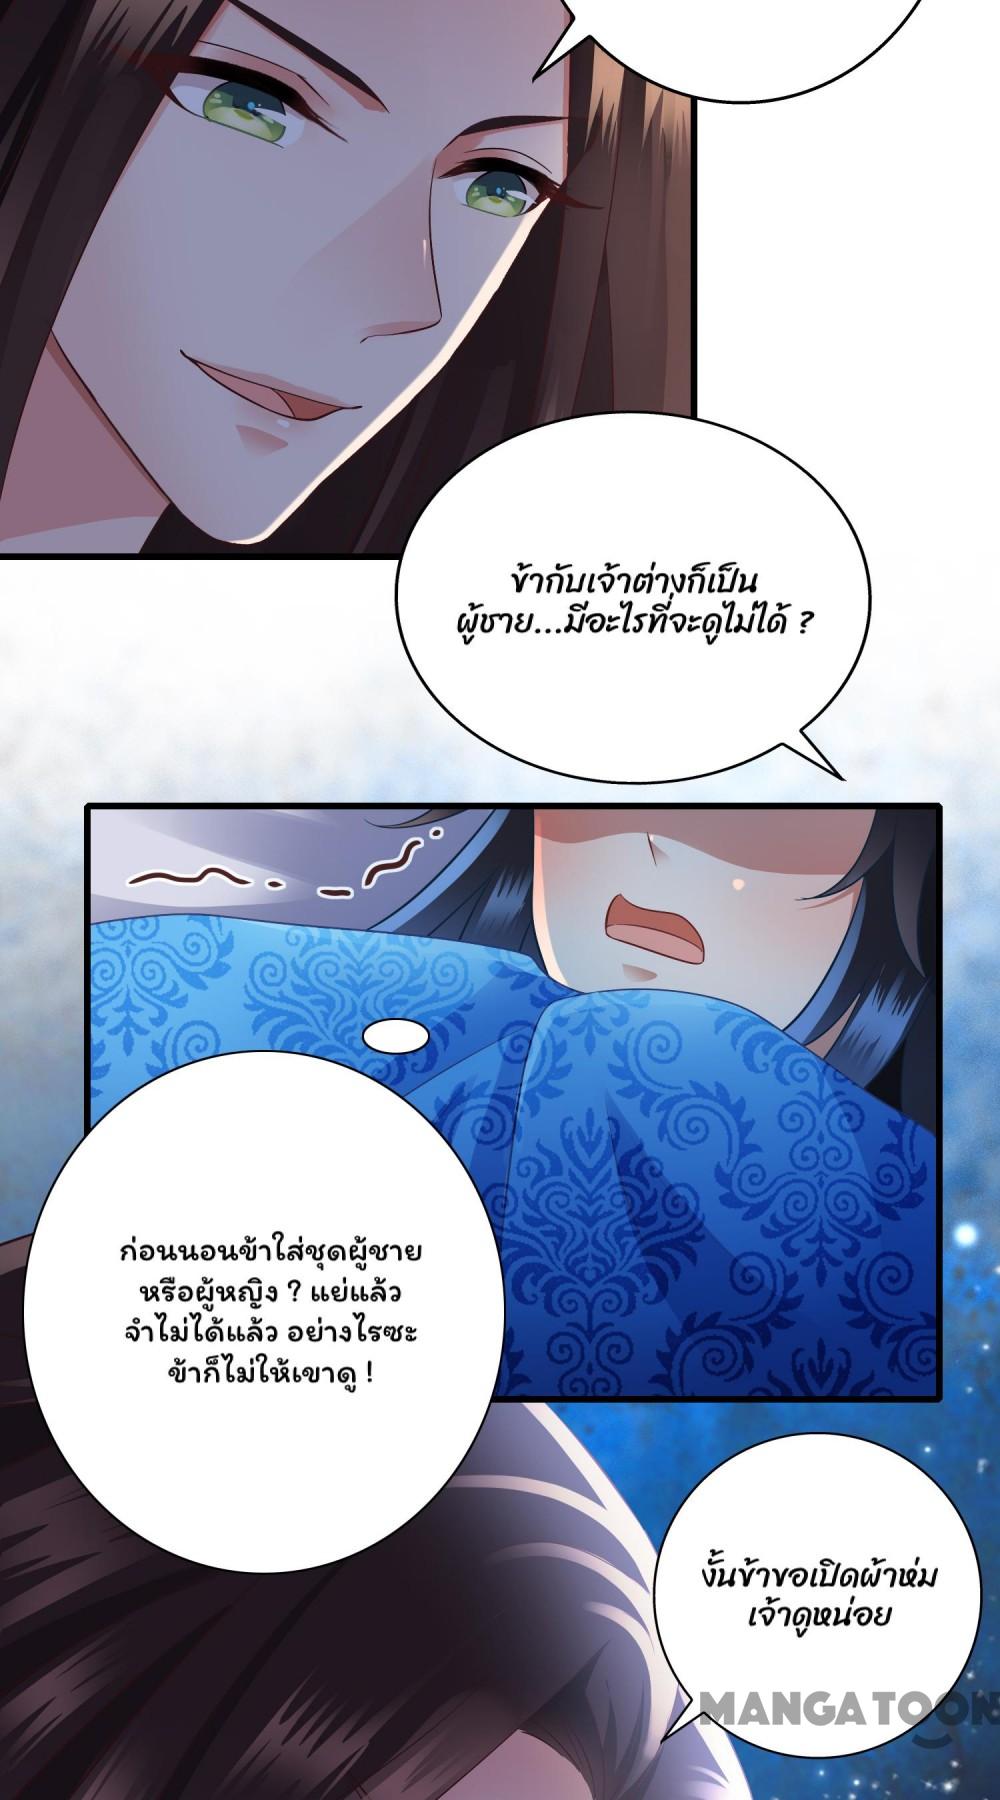 ข้ากับเจ้าต่างก็เป็น
ผู้ชาย...มีอะไรที่จะดูไม่ได้ ?
ก่อนนอนข้าใส่ชุดผู้ชาย
หรือผู้หญิง ? แย่แล้ว
จำไม่ได้แล้ว อย่างไรซะ
ข้าก็ไม่ให้เขาดู !
งั้นข้าขอเปิดผ้าห่ม
เจ้าดูหน่อย
MANGATOON